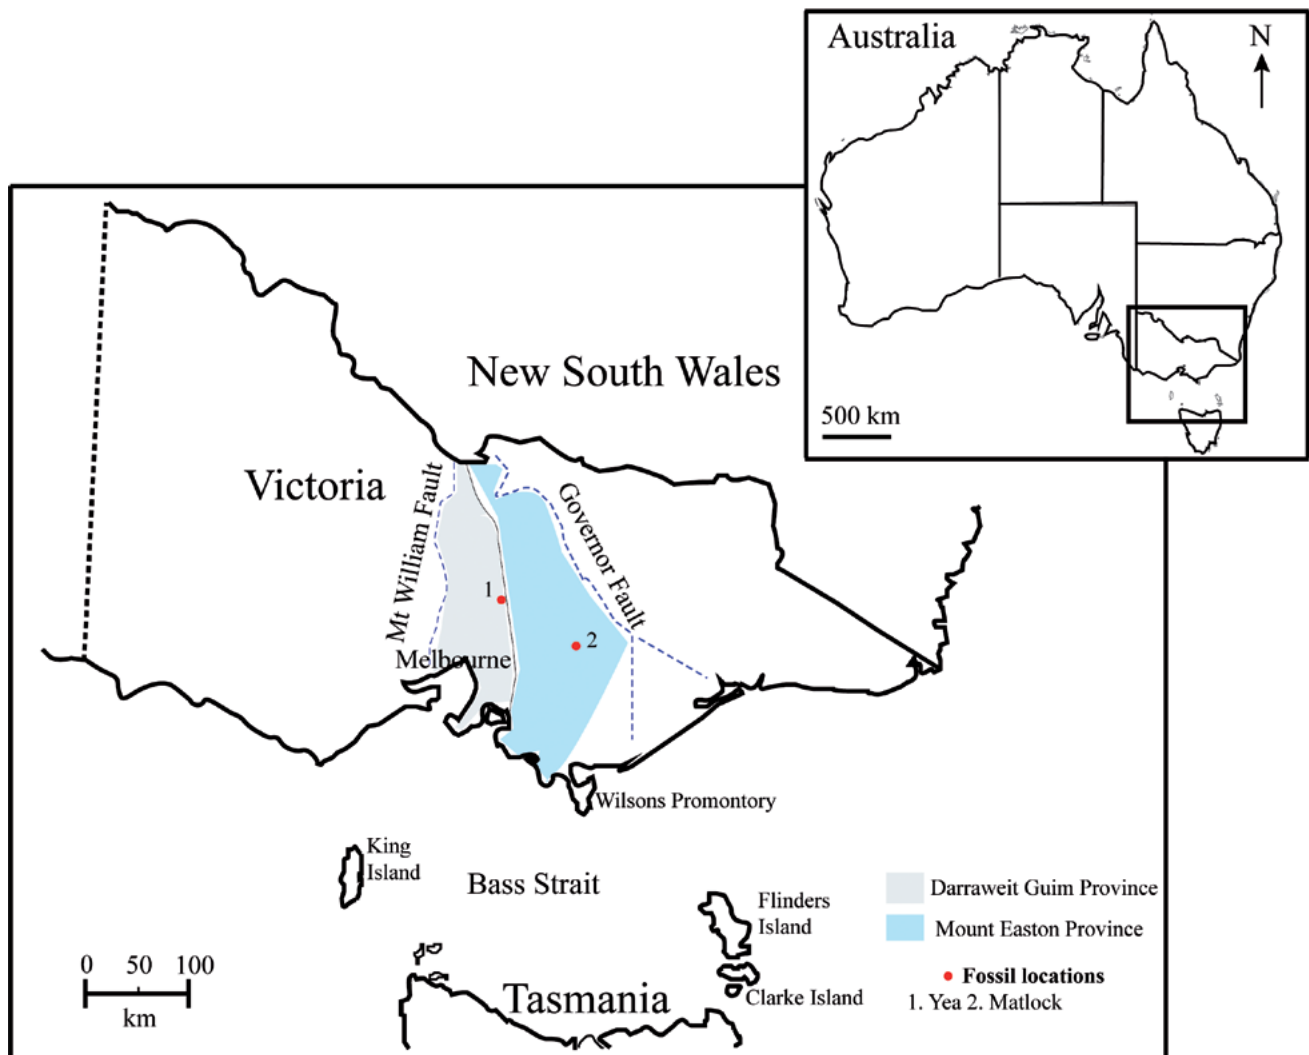 Australia
N
500 km
New South Wales
Victoria
Mt William Fault
Governor Fault
1
2
Melbourne
Wilsons Promontory
King
Island
Bass Strait
Flinders
Island
Clarke Island
Tasmania
0 50 100
km
Darraweit Guim Province
Mount Easton Province
Fossil locations
1. Yea 2. Matlock